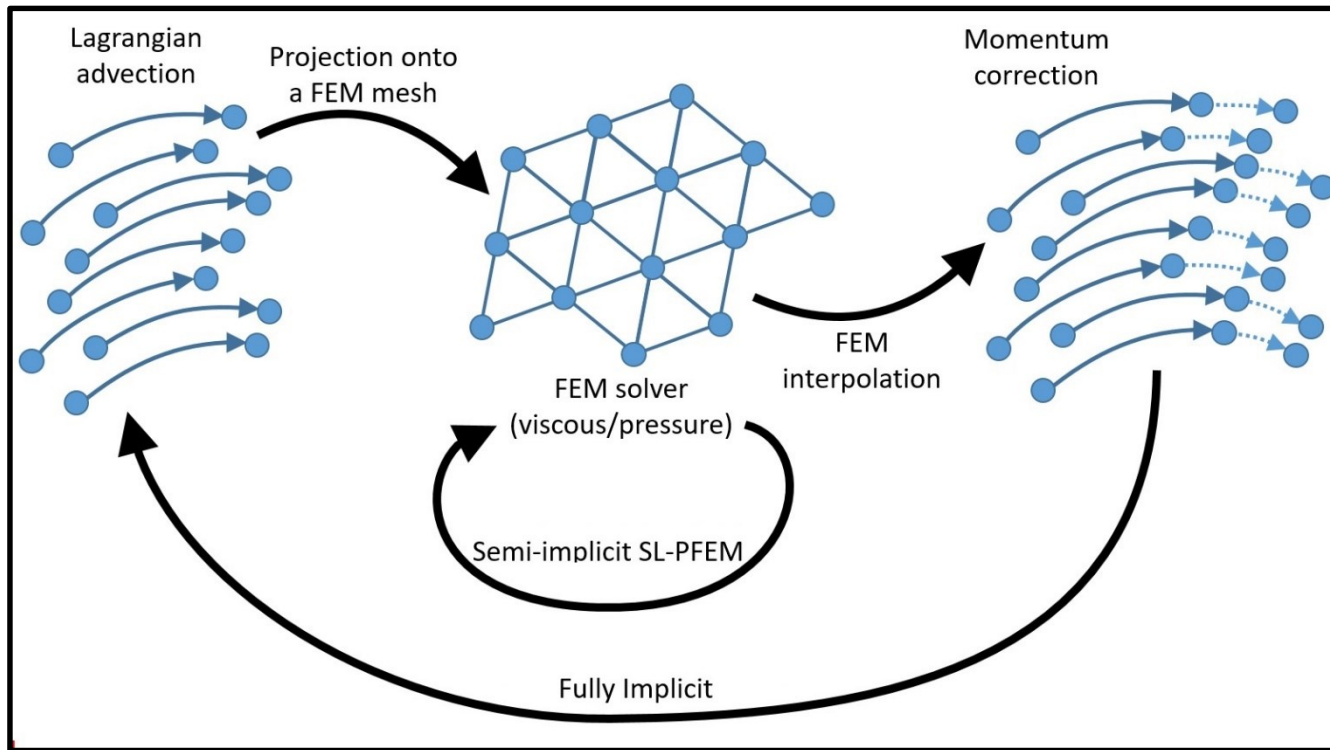 Lagrangian
advection
Projection onto
a FEM mesh
Momentum
correction
FEM
interpolation
FEM solver
(viscous/pressure)
Semi-implicit SL-PFEM
Fully Implicit